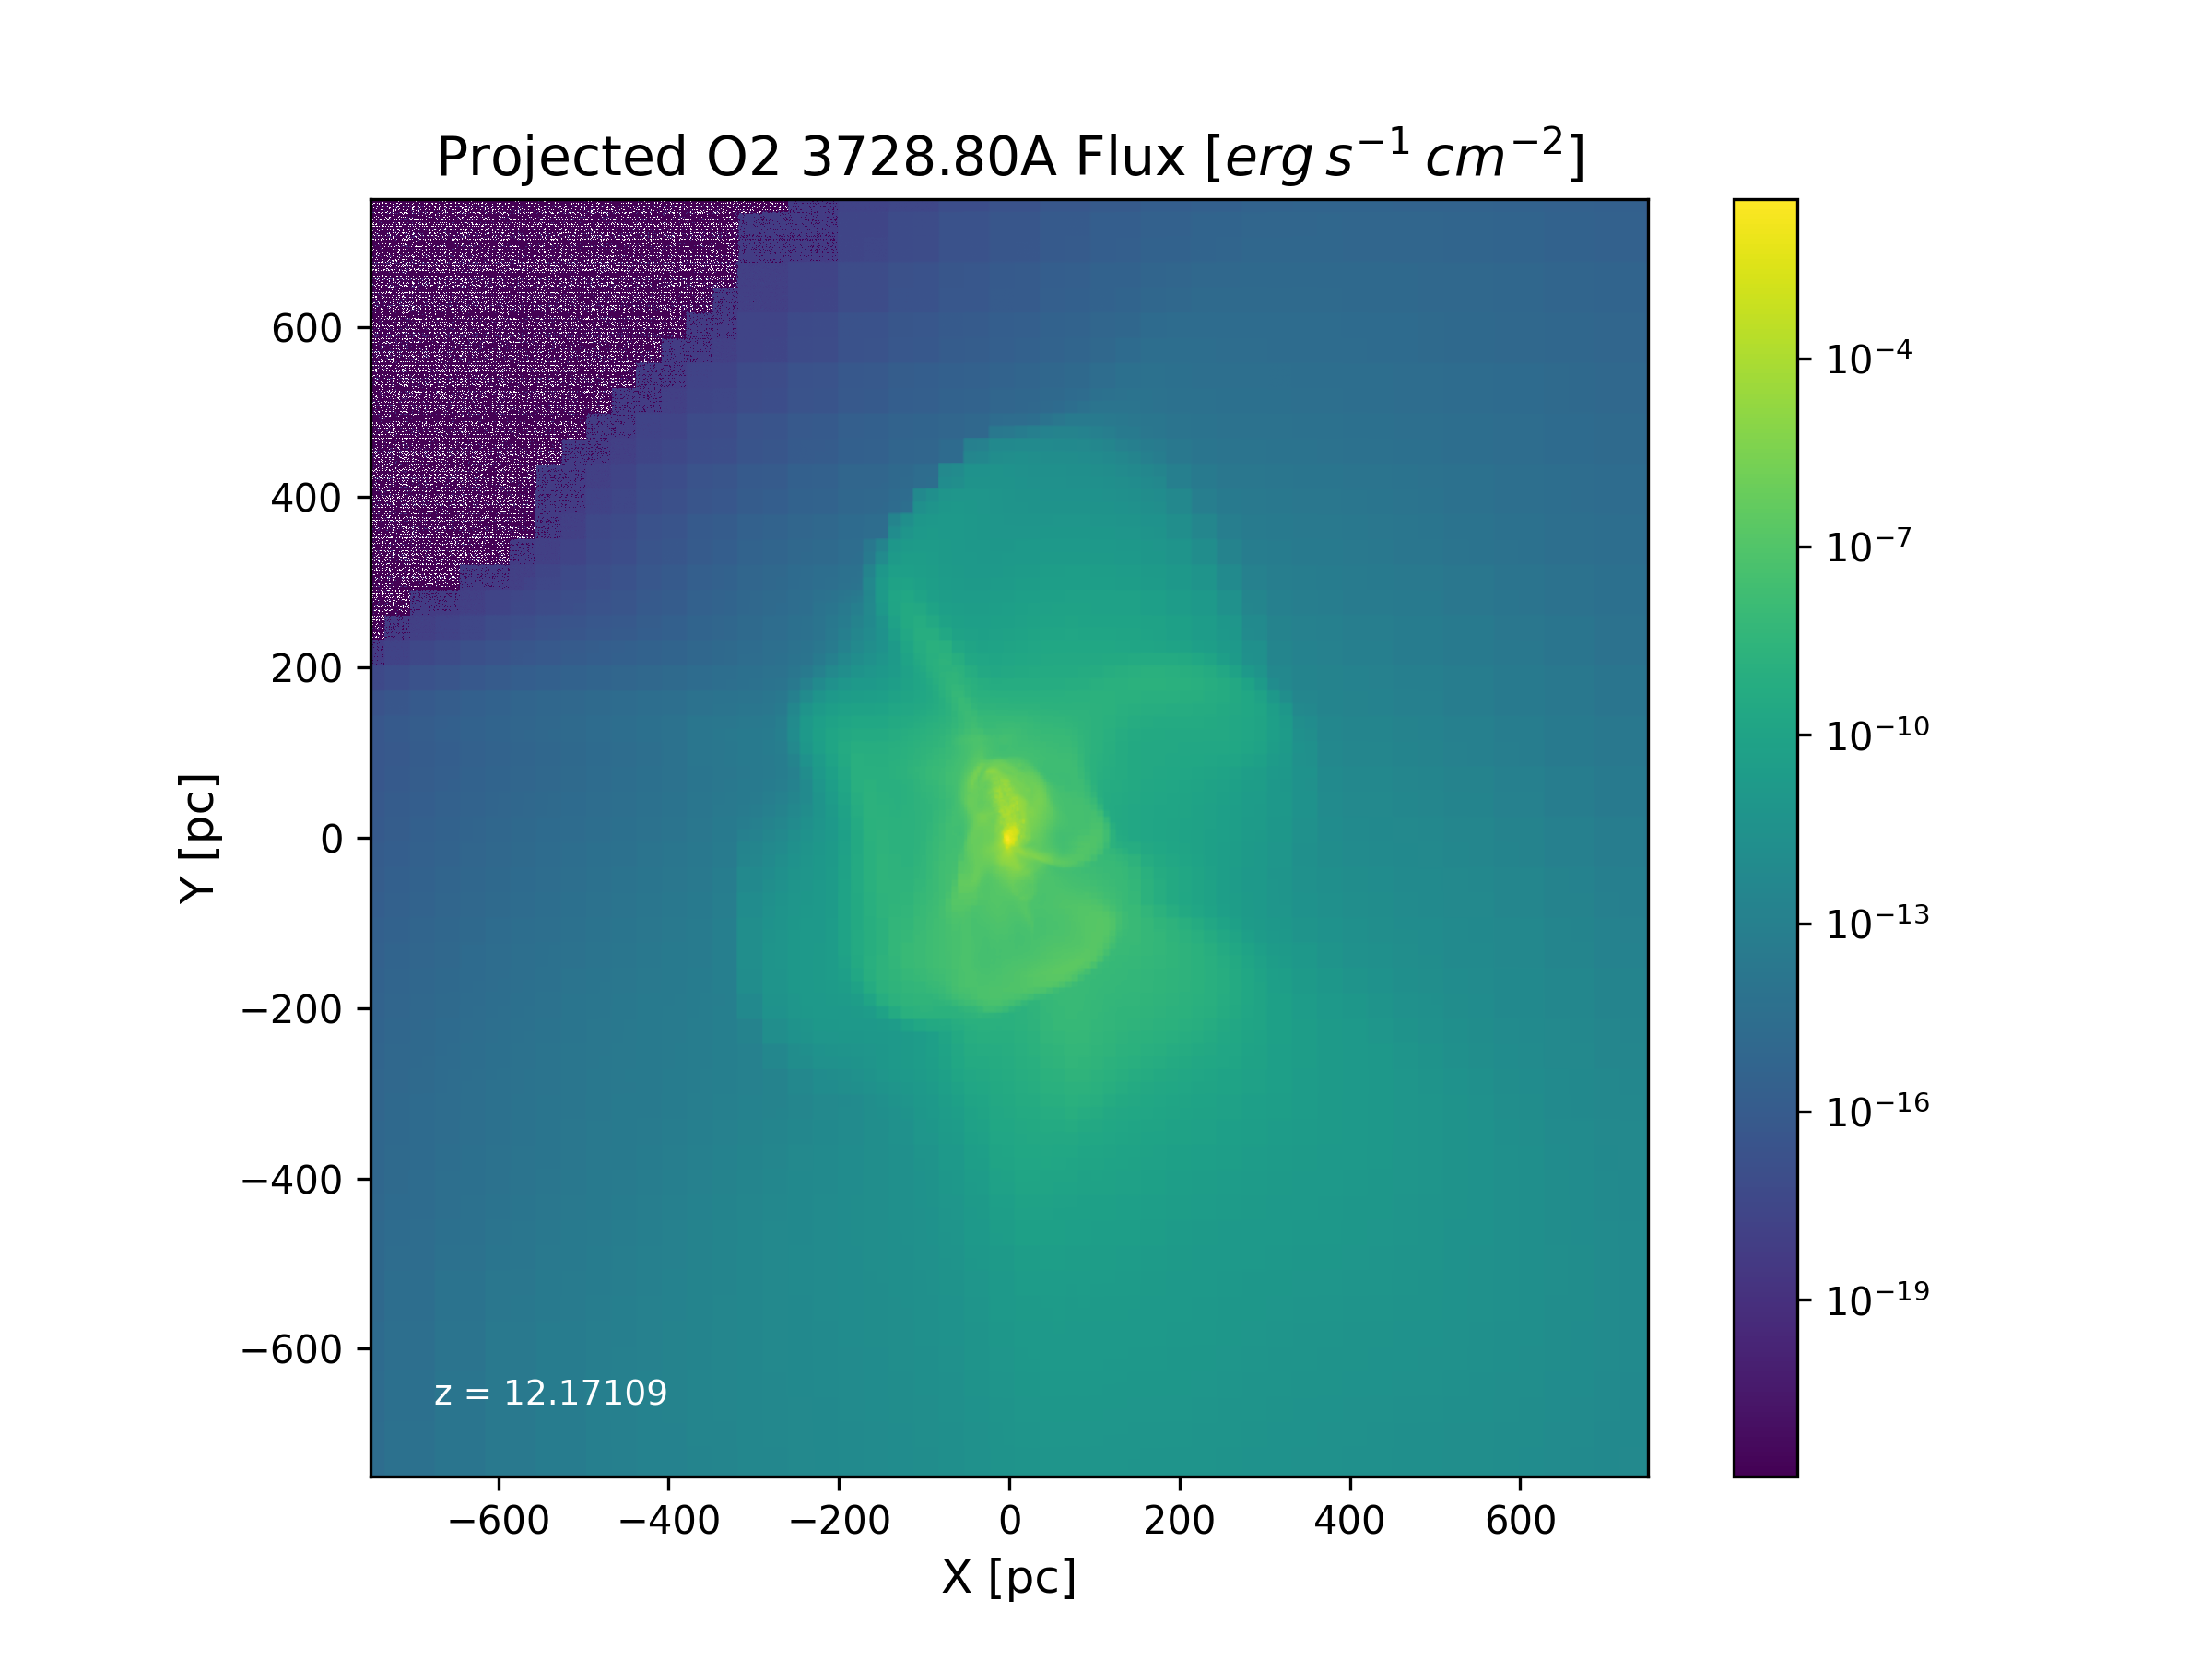 Projected O2 3728.80A Flux [erg s⁻¹ cm⁻²]
600
400
200
0
−200
−400
−600
Y [pc]
z = 12.17109
−600 −400 −200 0 200 400 600
X [pc]
10⁻⁴
10⁻⁷
10⁻¹⁰
10⁻¹³
10⁻¹⁶
10⁻¹⁹